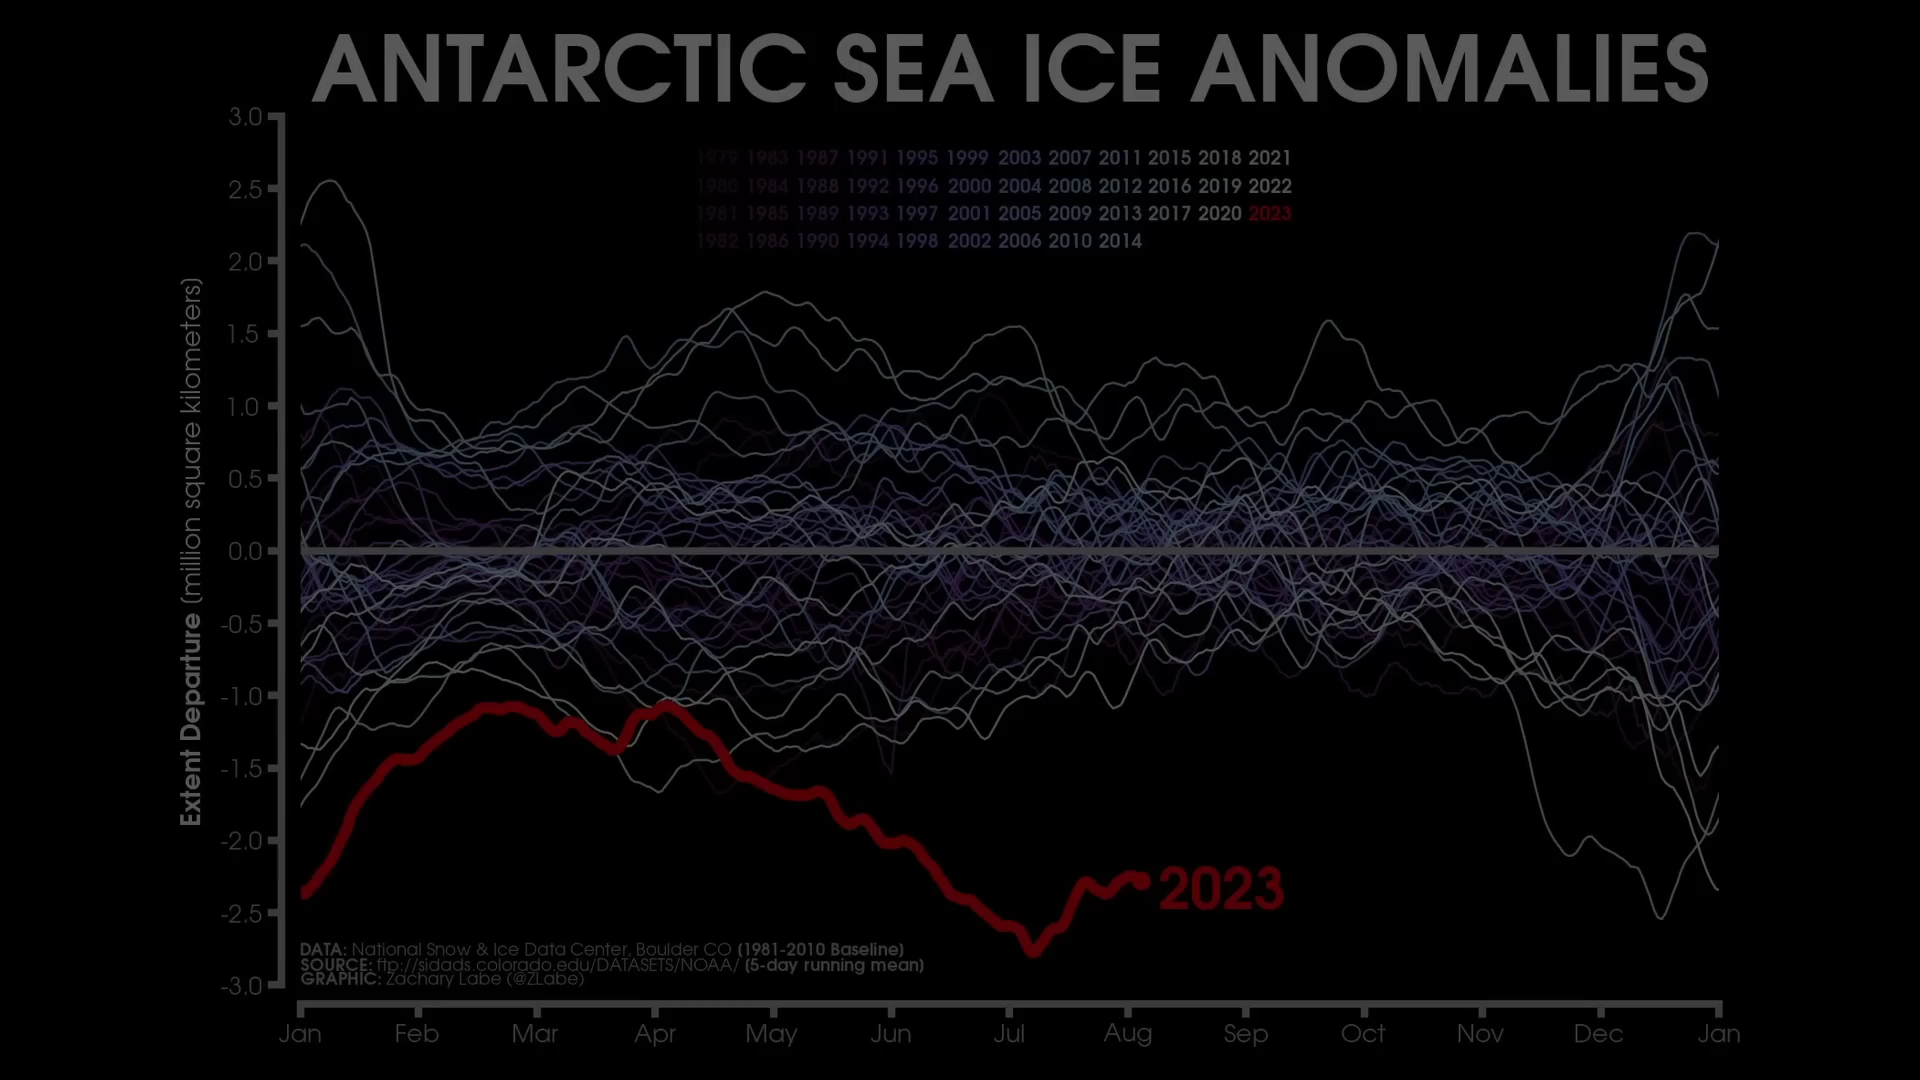 ANTARCTIC SEA ICE ANOMALIES
3.0
2.5
2.0
1.5
1.0
0.5
0.0
-0.5
-1.0
-1.5
-2.0
-2.5
-3.0
Extent Departure (million square kilometers)
1979 1983 1987 1991 1995 1999 2003 2007 2011 2015 2018 2021
1980 1984 1988 1992 1996 2000 2004 2008 2012 2016 2019 2022
1981 1985 1989 1993 1997 2001 2005 2009 2013 2017 2020 2023
1982 1986 1990 1994 1998 2002 2006 2010 2014
2023
DATA: National Snow & Ice Data Center, Boulder CO (1981-2010 Baseline)
SOURCE: ftp://sidads.colorado.edu/DATASETS/NOAA/ (5-day running mean)
GRAPHIC: Zachary Labe (@ZLabe)
Jan Feb Mar Apr May Jun Jul Aug Sep Oct Nov Dec Jan